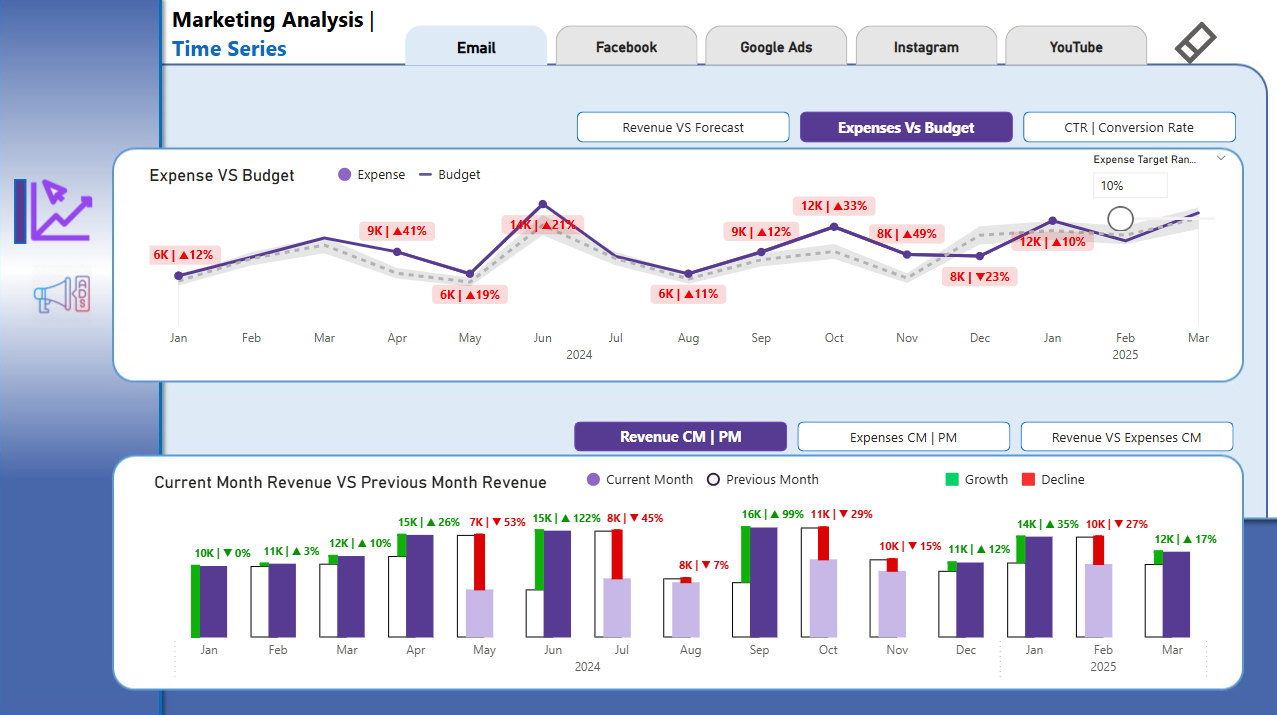 Marketing Analysis |
Time Series
Email
Facebook
Google Ads
Instagram
YouTube
Revenue VS Forecast
Expenses Vs Budget
CTR | Conversion Rate
Expense VS Budget
Expense
Budget
Expense Target Ran...
10%
6K | ▲12%
9K | ▲41%
6K | ▲19%
14K | ▲21%
6K | ▲11%
9K | ▲12%
12K | ▲33%
8K | ▲49%
8K | ▼23%
12K | ▲10%
Jan Feb Mar Apr May Jun Jul Aug Sep Oct Nov Dec Jan Feb Mar
2024 2025
ADS
Revenue CM | PM
Expenses CM | PM
Revenue VS Expenses CM
Current Month Revenue VS Previous Month Revenue
Current Month
Previous Month
Growth
Decline
10K | ▼ 0%
11K | ▲ 3%
12K | ▲ 10%
15K | ▲ 26%
7K | ▼ 53%
15K | ▲ 122%
8K | ▼ 45%
8K | ▼ 7%
16K | ▲ 99%
11K | ▼ 29%
10K | ▼ 15%
11K | ▲ 12%
14K | ▲ 35%
10K | ▼ 27%
12K | ▲ 17%
Jan Feb Mar Apr May Jun Jul Aug Sep Oct Nov Dec Jan Feb Mar
2024 2025